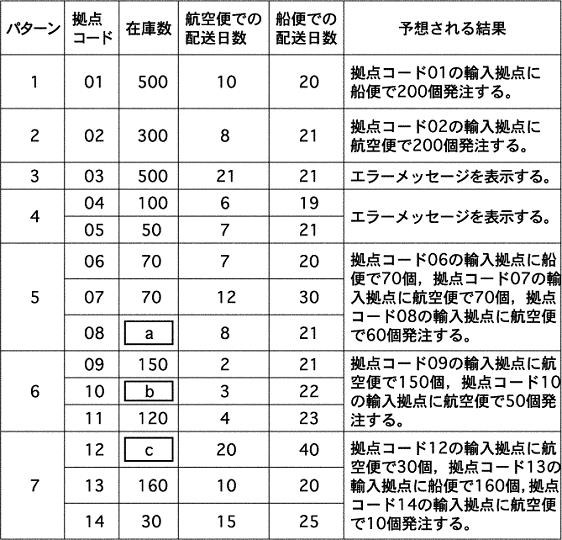 パターン 拠点コード 在庫数 航空便での配送日数 船便での配送日数 予想される結果
1 01 500 10 20 拠点コード01の輸入拠点に
船便で200個発注する。
2 02 300 8 21 拠点コード02の輸入拠点に
航空便で200個発注する。
3 03 500 21 21 エラーメッセージを表示する。
4 04 100 6 19 エラーメッセージを表示する。
05 50 7 21
5 06 70 7 20 拠点コード06の輸入拠点に船
便で70個，拠点コード07の輸
07 70 12 30 入拠点に航空便で70個，拠点
コード08の輸入拠点に航空便
08 a 8 21 で60個発注する。
6 09 150 2 21 拠点コード09の輸入拠点に航
空便で150個，拠点コード10
10 b 3 22 の輸入拠点に航空便で50個発
11 120 4 23 注する。
7 12 c 20 40 拠点コード12の輸入拠点に航
空便で30個，拠点コード13の
13 160 10 20 輸入拠点に船便で160個，拠点
コード14の輸入拠点に航空便
14 30 15 25 で10個発注する。